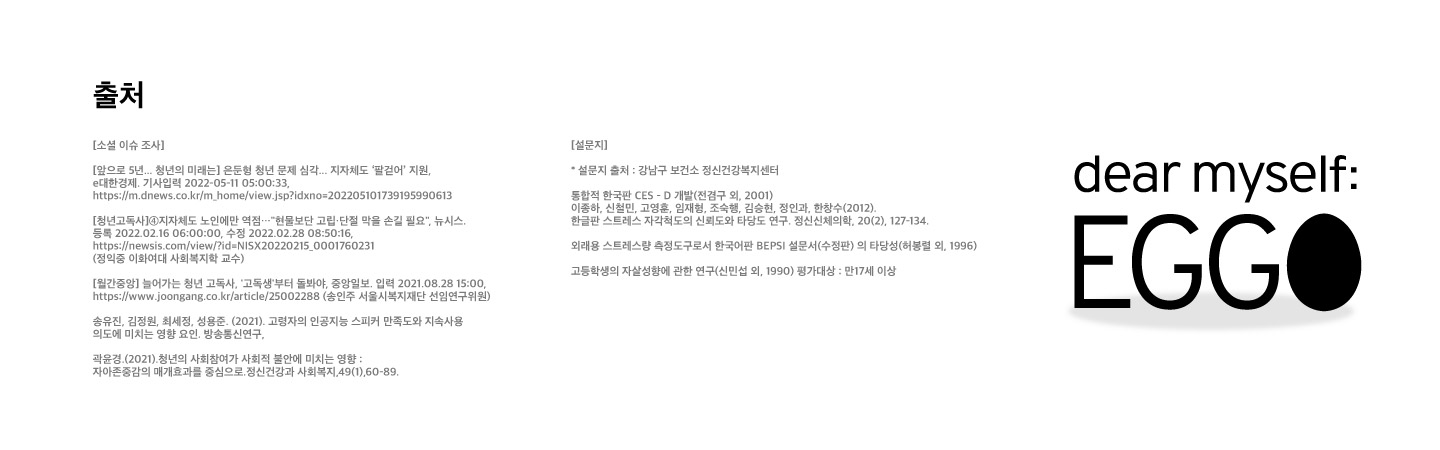 출처
[소셜 이슈 조사]
[앞으로 5년... 청년의 미래는] 은둔형 청년 문제 심각... 지자체도 ‘팔걷어’ 지원,
e대한경제. 기사입력 2022-05-11 05:00:33,
https://m.dnews.co.kr/m_home/view.jsp?idxno=202205101739195990613
[청년고독사]④지자체도 노인에만 역점…"현물보단 고립·단절 막을 손길 필요", 뉴시스.
등록 2022.02.16 06:00:00, 수정 2022.02.28 08:50:16,
https://newsis.com/view/?id=NISX20220215_0001760231
(정익중 이화여대 사회복지학 교수)
[월간중앙] 늘어가는 청년 고독사, '고독생'부터 돌봐야, 중앙일보. 입력 2021.08.28 15:00,
https://www.joongang.co.kr/article/25002288 (송인주 서울시복지재단 선임연구위원)
송유진, 김정원, 최세정, 성용준. (2021). 고령자의 인공지능 스피커 만족도와 지속사용
의도에 미치는 영향 요인. 방송통신연구,
곽윤경.(2021).청년의 사회참여가 사회적 불안에 미치는 영향 :
자아존중감의 매개효과를 중심으로.정신건강과 사회복지,49(1),60-89.
[설문지]
* 설문지 출처 : 강남구 보건소 정신건강복지센터
통합적 한국판 CES - D 개발(전겸구 외, 2001)
이종하, 신철민, 고영훈, 임재형, 조숙행, 김승현, 정인과, 한창수(2012).
한글판 스트레스 자각척도의 신뢰도와 타당도 연구. 정신신체의학, 20(2), 127-134.
외래용 스트레스량 측정도구로서 한국어판 BEPSI 설문서(수정판) 의 타당성(허봉렬 외, 1996)
고등학생의 자살성향에 관한 연구(신민섭 외, 1990) 평가대상 : 만17세 이상
dear myself:
EGGO